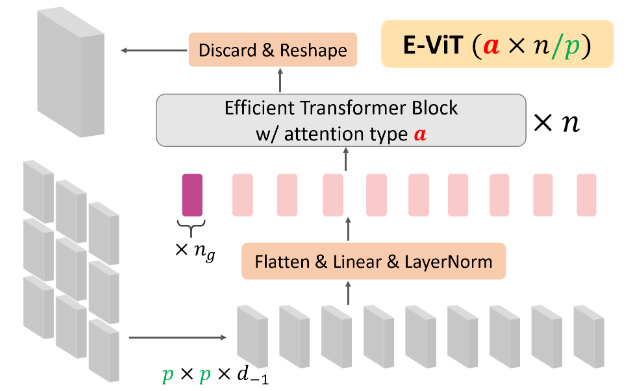 Discard & Reshape
E-ViT (a × n/p)
Efficient Transformer Block
w/ attention type a
× n
× n_g
Flatten & Linear & LayerNorm
p × p × d_{-1}